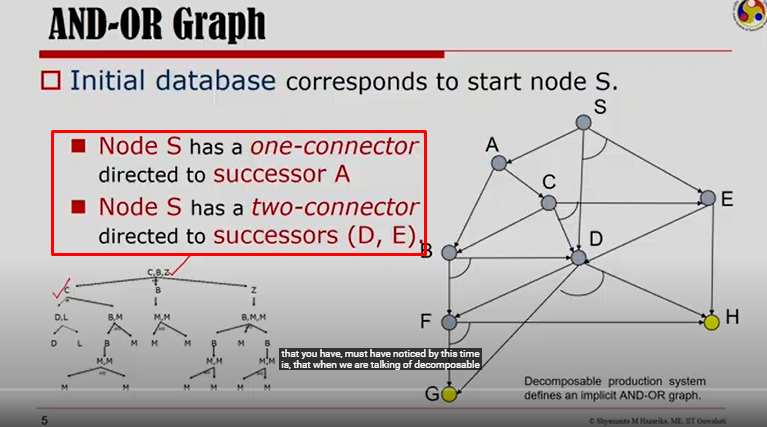 AND-OR Graph
Initial database corresponds to start node S.
Node S has a one-connector
directed to successor A
Node S has a two-connector
directed to successors (D, E).
S
A
C
E
B
D
F
H
G
C,B,Z
C
B
Z
D,L
B,M
M,M
B,M,M
D
L
B
M
M
M
B
M
B
M
M,M
M,M
M,M
M
M
M
M
M
M
that you have, must have noticed by this time
is, that when we are talking of decomposable
Decomposable production system
defines an implicit AND-OR graph.
5
© Shyamanta M Hazarika, ME, IIT Guwahati